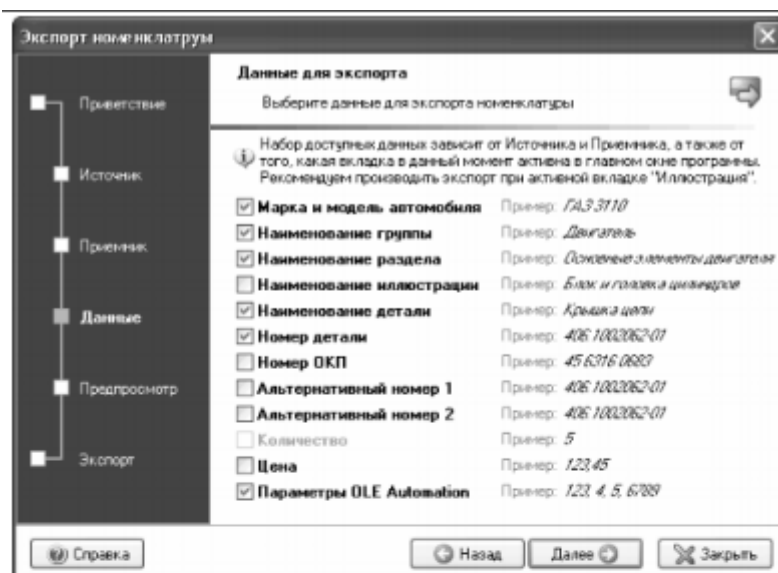 Экспорт номенклатруы
Приветствие
Источник
Приемник
Данные
Предпросмотр
Экспорт
Данные для экспорта
Выберите данные для экспорта номенклатуры
Набор доступных данных зависит от Источника и Приемника, а также от
того, какая вкладка в данный момент активна в главном окне программы.
Рекомендуем производить экспорт при активной вкладке "Иллюстрация".
Марка и модель автомобиля Пример: ГАЗ 3110
Наименование группы Пример: Двигатель
Наименование раздела Пример: Основные элементы двигателя
Наименование иллюстрации Пример: Блок и головка цилиндров
Наименование детали Пример: Крышка цепи
Номер детали Пример: 406.1002062-01
Номер ОКП Пример: 45 6316 0683
Альтернативный номер 1 Пример: 406.1002062-01
Альтернативный номер 2 Пример: 406.1002062-01
Количество Пример: 5
Цена Пример: 123,45
Параметры OLE Automation Пример: 123, 4, 5, 6789
Справка Назад Далее Закрыть